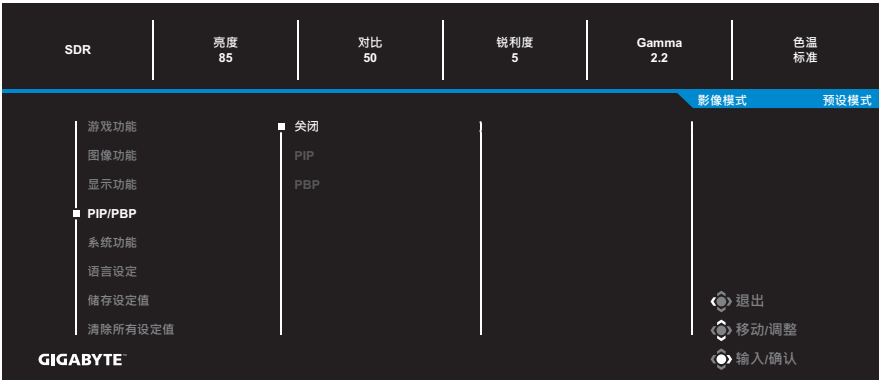 SDR
亮度
85
对比
50
锐利度
5
Gamma
2.2
色温
标准
影像模式 预设模式
游戏功能
图像功能
显示功能
PIP/PBP
系统功能
语言设定
储存设定值
清除所有设定值
关闭
PIP
PBP
退出
移动/调整
输入/确认
GIGABYTE™